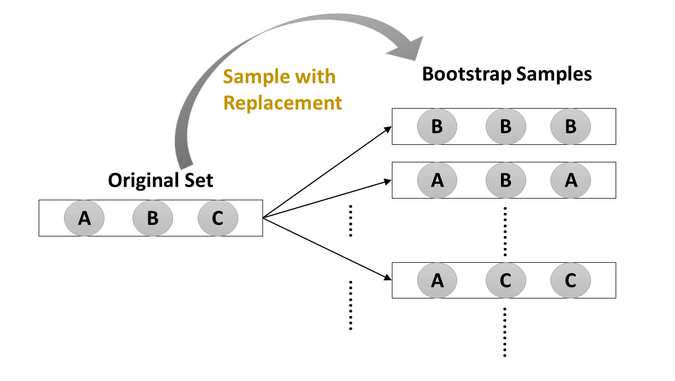 Sample with
Replacement
Bootstrap Samples
B B B
Original Set
A B A
A B C
A C C